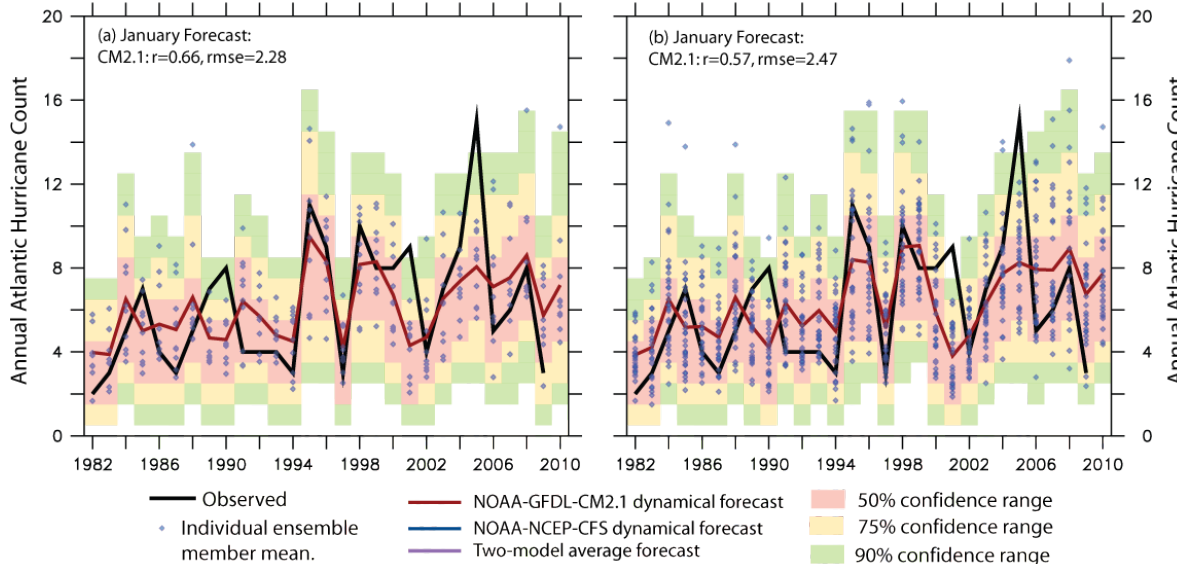 (a) January Forecast:
CM2.1: r=0.66, rmse=2.28
(b) January Forecast:
CM2.1: r=0.57, rmse=2.47
Annual Atlantic Hurricane Count
20
16
12
8
4
0
1982 1986 1990 1994 1998 2002 2006 2010
1982 1986 1990 1994 1998 2002 2006 2010
20
16
12
8
4
0
Annual Atlantic Hurricane Count
Observed
Individual ensemble
member mean.
NOAA-GFDL-CM2.1 dynamical forecast
NOAA-NCEP-CFS dynamical forecast
Two-model average forecast
50% confidence range
75% confidence range
90% confidence range